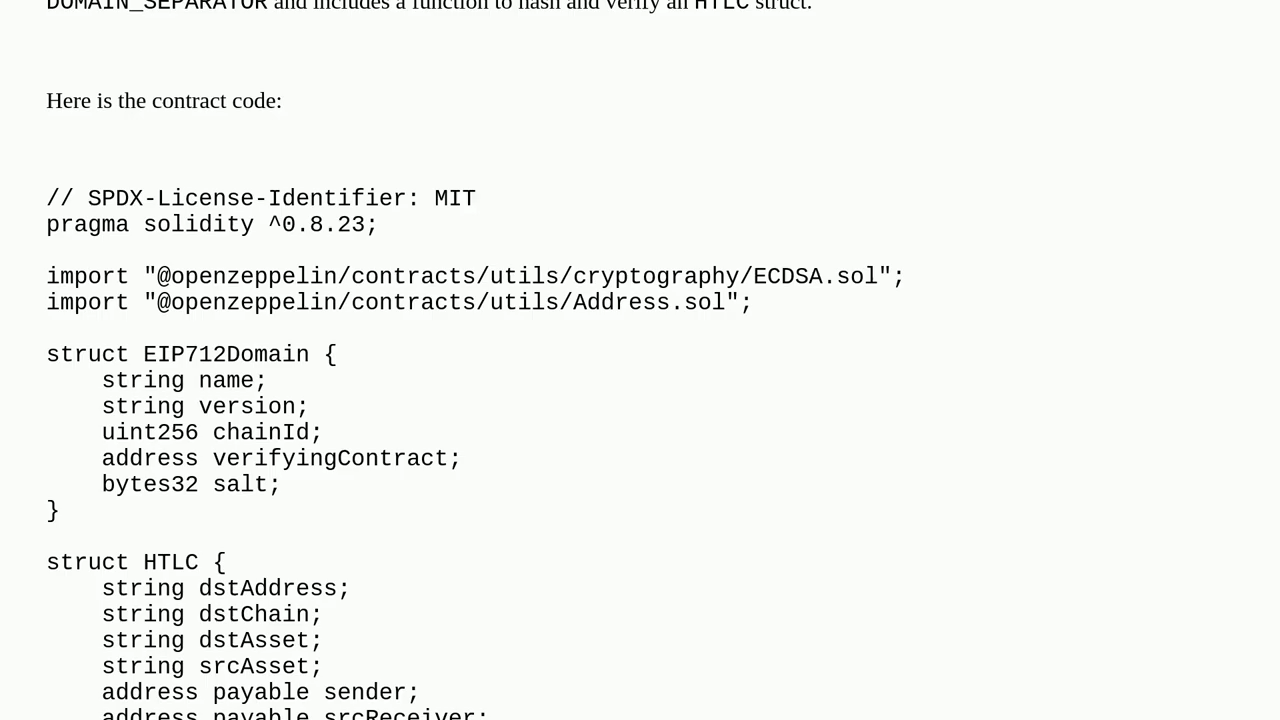 DOMAIN_SEPARATOR and includes a function to hash and verify an HTLC struct.
Here is the contract code:
// SPDX-License-Identifier: MIT
pragma solidity ^0.8.23;
import "@openzeppelin/contracts/utils/cryptography/ECDSA.sol";
import "@openzeppelin/contracts/utils/Address.sol";
struct EIP712Domain {
    string name;
    string version;
    uint256 chainId;
    address verifyingContract;
    bytes32 salt;
}
struct HTLC {
    string dstAddress;
    string dstChain;
    string dstAsset;
    string srcAsset;
    address payable sender;
    address payable srcReceiver;